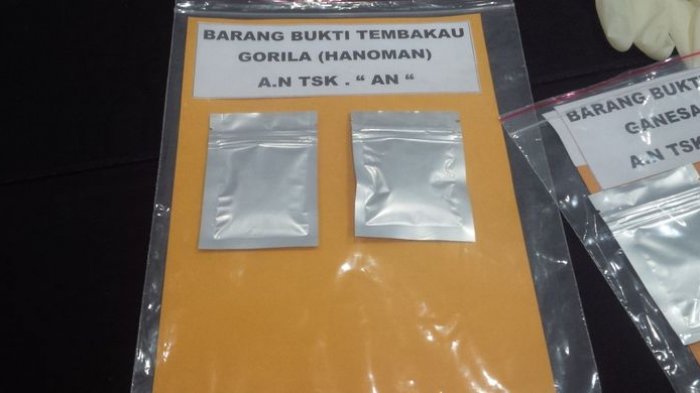 BARANG BUKTI TEMBAKAU
GORILA (HANOMAN)
A.N TSK . “ AN “
BARANG BUKTI
GANESA
A.N TSK